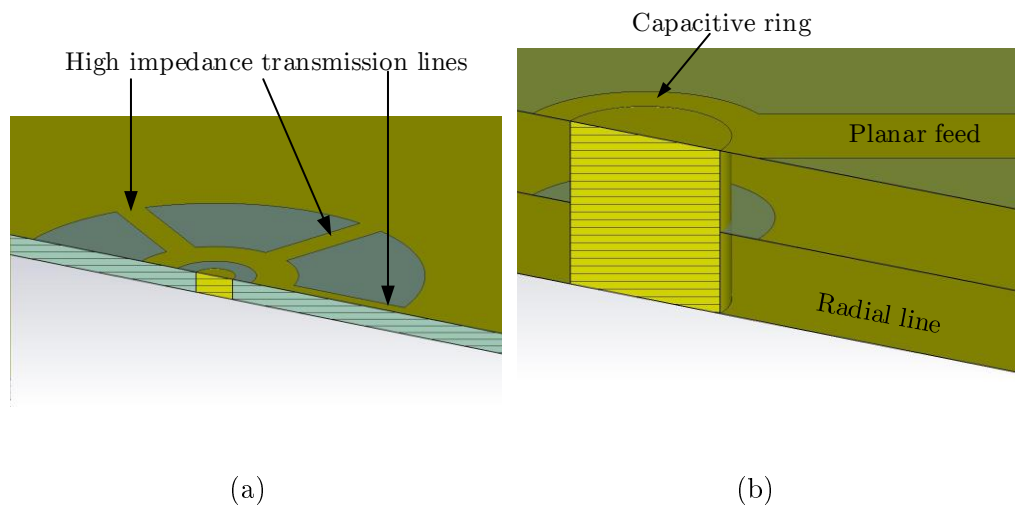 Capacitive ring
High impedance transmission lines
Planar feed
Radial line
(a)
(b)